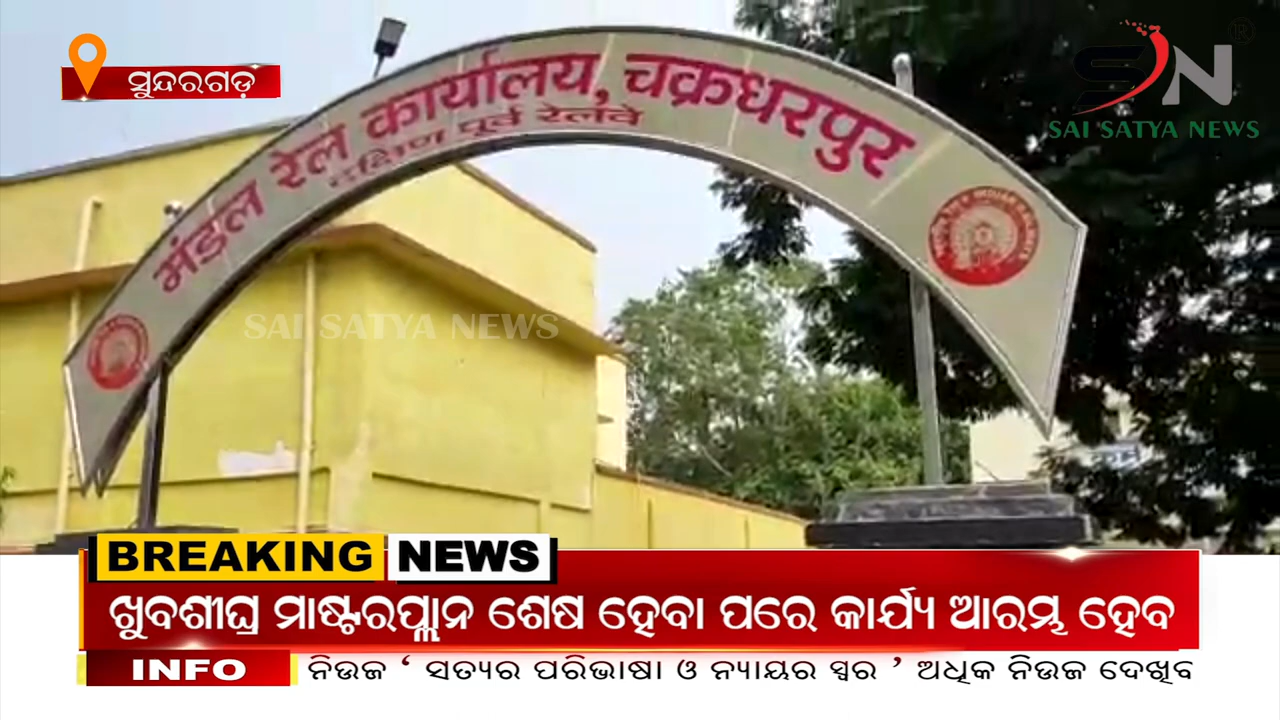 ସୁନ୍ଦରଗଡ଼
SN
SAI SATYA NEWS
मंडल रेल कार्यालय, चक्रधरपुर
दक्षिण पूर्व रेलवे
SAI SATYA NEWS
BREAKING NEWS
ଖୁବଶୀଘ୍ର ମାଷ୍ଟରପ୍ଲାନ ଶେଷ ହେବା ପରେ କାର୍ଯ୍ୟ ଆରମ୍ଭ ହେବ
INFO
ନିଉଜ ‘ ସତ୍ୟର ପରିଭାଷା ଓ ନ୍ୟାୟର ସ୍ୱର ’ ଅଧିକ ନିଉଜ ଦେଖିବ